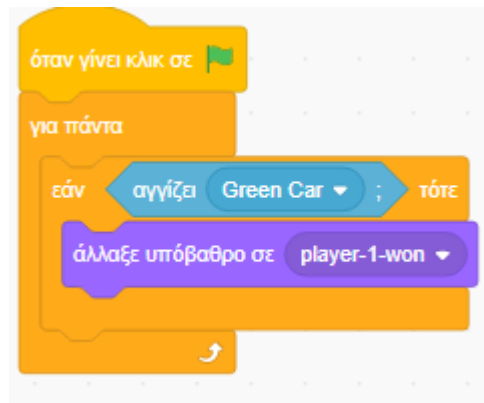 όταν γίνει κλικ σε
για πάντα
εάν αγγίζει Green Car ; τότε
άλλαξε υπόβαθρο σε player-1-won